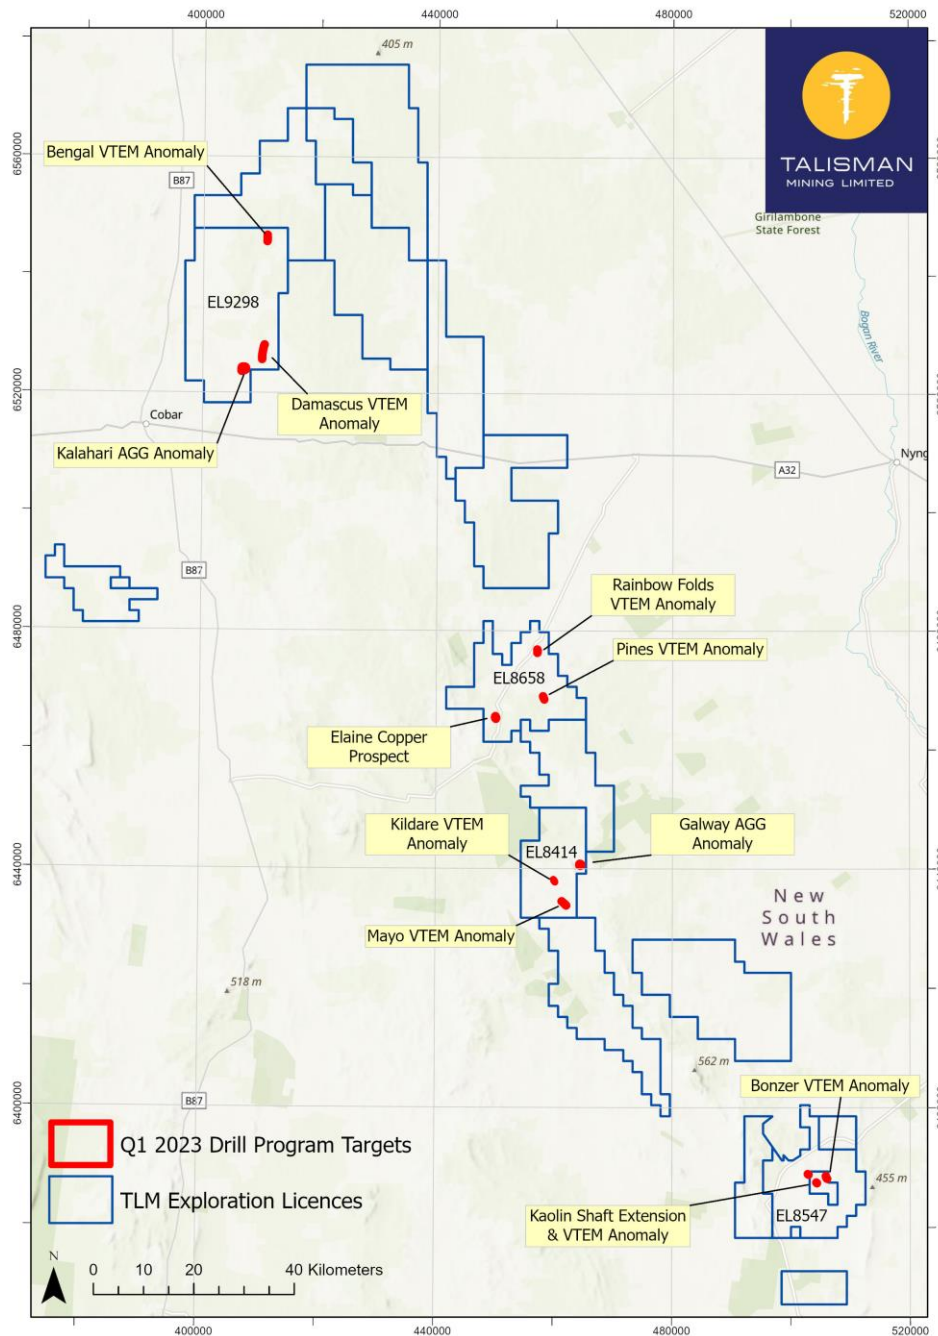 400000
440000
480000
520000
405 m
TALISMAN
MINING LIMITED
6560000
Bengal VTEM Anomaly
B87
Girilambone
State Forest
EL9298
Bogan River
6520000
Damascus VTEM
Anomaly
Cobar
Kalahari AGG Anomaly
A32
Nyng
B87
Rainbow Folds
VTEM Anomaly
6480000
Pines VTEM Anomaly
EL8658
Elaine Copper
Prospect
Kildare VTEM
Anomaly
Galway AGG
Anomaly
EL8414
6440000
New
South
Wales
Mayo VTEM Anomaly
518 m
562 m
Bonzer VTEM Anomaly
6400000
B87
Q1 2023 Drill Program Targets
TLM Exploration Licences
455 m
Kaolin Shaft Extension
& VTEM Anomaly
EL8547
N
0 10 20 40 Kilometers
400000
440000
480000
520000